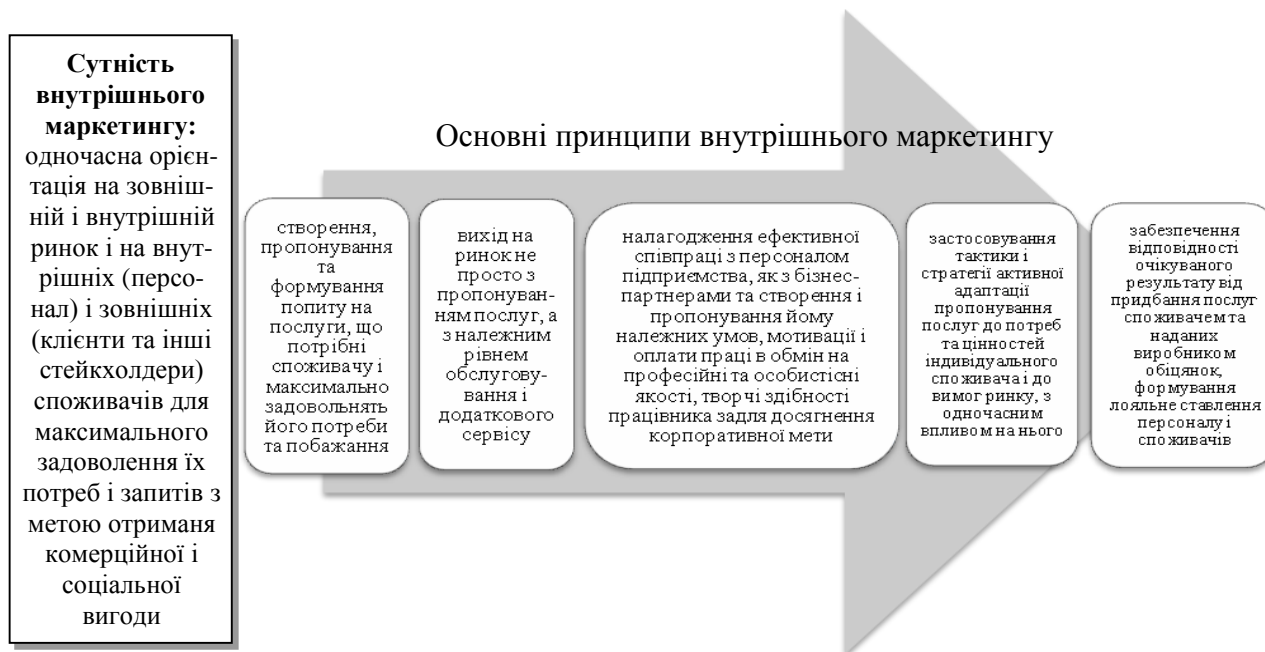 Сутність
внутрішнього
маркетингу:
одночасна орієн-
тація на зовніш-
ній і внутрішній
ринок і на внут-
рішніх (персо-
нал) і зовнішніх
(клієнти та інші
стейкхолдери)
споживачів для
максимального
задоволення їх
потреб і запитів з
метою отриманя
комерційної і
соціальної
вигоди
Основні принципи внутрішнього маркетингу
створення,
пропонування
та
формування
попиту на
послуги, що
потрібні
споживачу і
максимально
задовольнять
його потреби
та побажання
вихід на
ринок не
просто з
пропонуван-
ням послуг, а
з належним
рівнем
обслугову-
вання і
додаткового
сервісу
налагодження ефективної
співпраці з персоналом
підприємства, як з бізнес-
партнерами та створення і
пропонування йому
належних умов, мотивації і
оплати праці в обмін на
професійні та особистісні
якості, творчі здібності
працівника задля досягнення
корпоративної мети
застосовування
тактики і
стратегії активної
адаптації
пропонування
послуг до потреб
та цінностей
індивідуального
споживача і до
вимог ринку, з
одночасним
впливом на нього
забезпечення
відповідності
очікуваного
результату від
придбання послуг
споживачем та
наданих
виробником
обіцянок,
формування
лояльне ставлення
персоналу і
споживачів